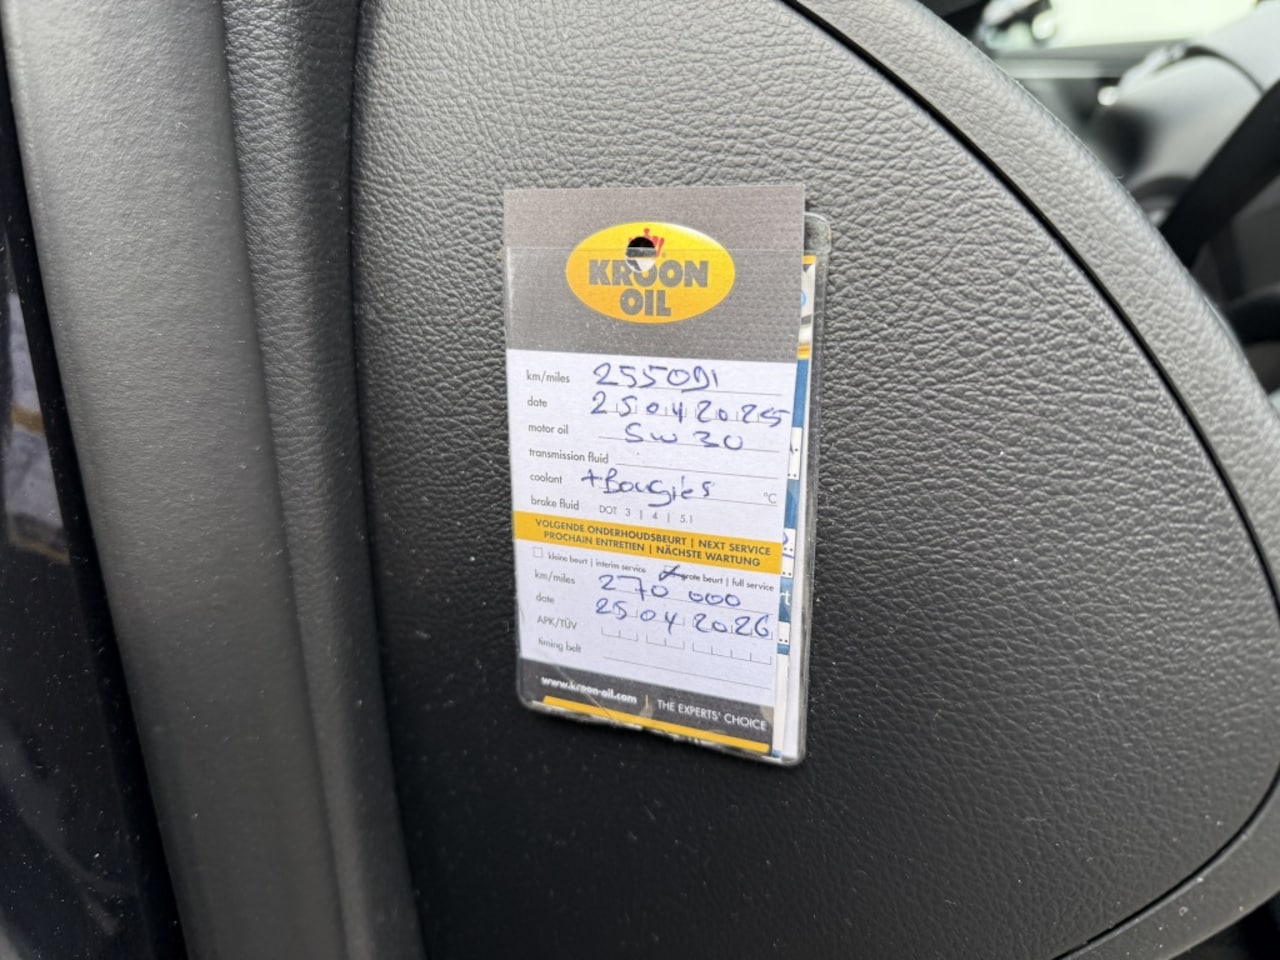 KROON
OIL
km/miles 255091
date 25 04 2025
motor oil 5w 30
transmission fluid
coolant +Bougies °C
brake fluid DOT 3 | 4 | 5.1
VOLGENDE ONDERHOUDSBEURT | NEXT SERVICE
PROCHAIN ENTRETIEN | NÄCHSTE WARTUNG
kleine beurt | interim service grote beurt | full service
km/miles 270 000
date 25 04 2026
APK/TÜV
timing belt
www.kroon-oil.com | THE EXPERTS' CHOICE